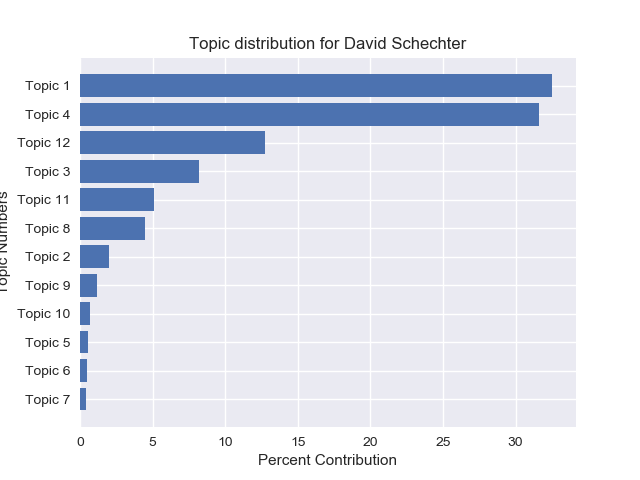 Topic distribution for David Schechter
Topic Numbers
Topic 1
Topic 4
Topic 12
Topic 3
Topic 11
Topic 8
Topic 2
Topic 9
Topic 10
Topic 5
Topic 6
Topic 7
0 5 10 15 20 25 30
Percent Contribution